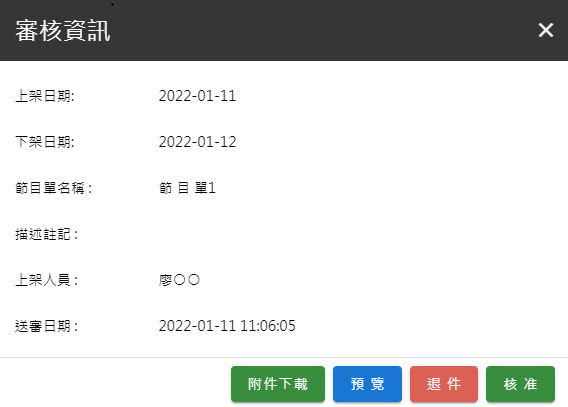 審核資訊 ×
上架日期: 2022-01-11
下架日期: 2022-01-12
節目單名稱 : 節 目 單1
描述註記 :
上架人員 : 廖〇〇
送審日期 : 2022-01-11 11:06:05
附件下載 預 覽 退 件 核 准